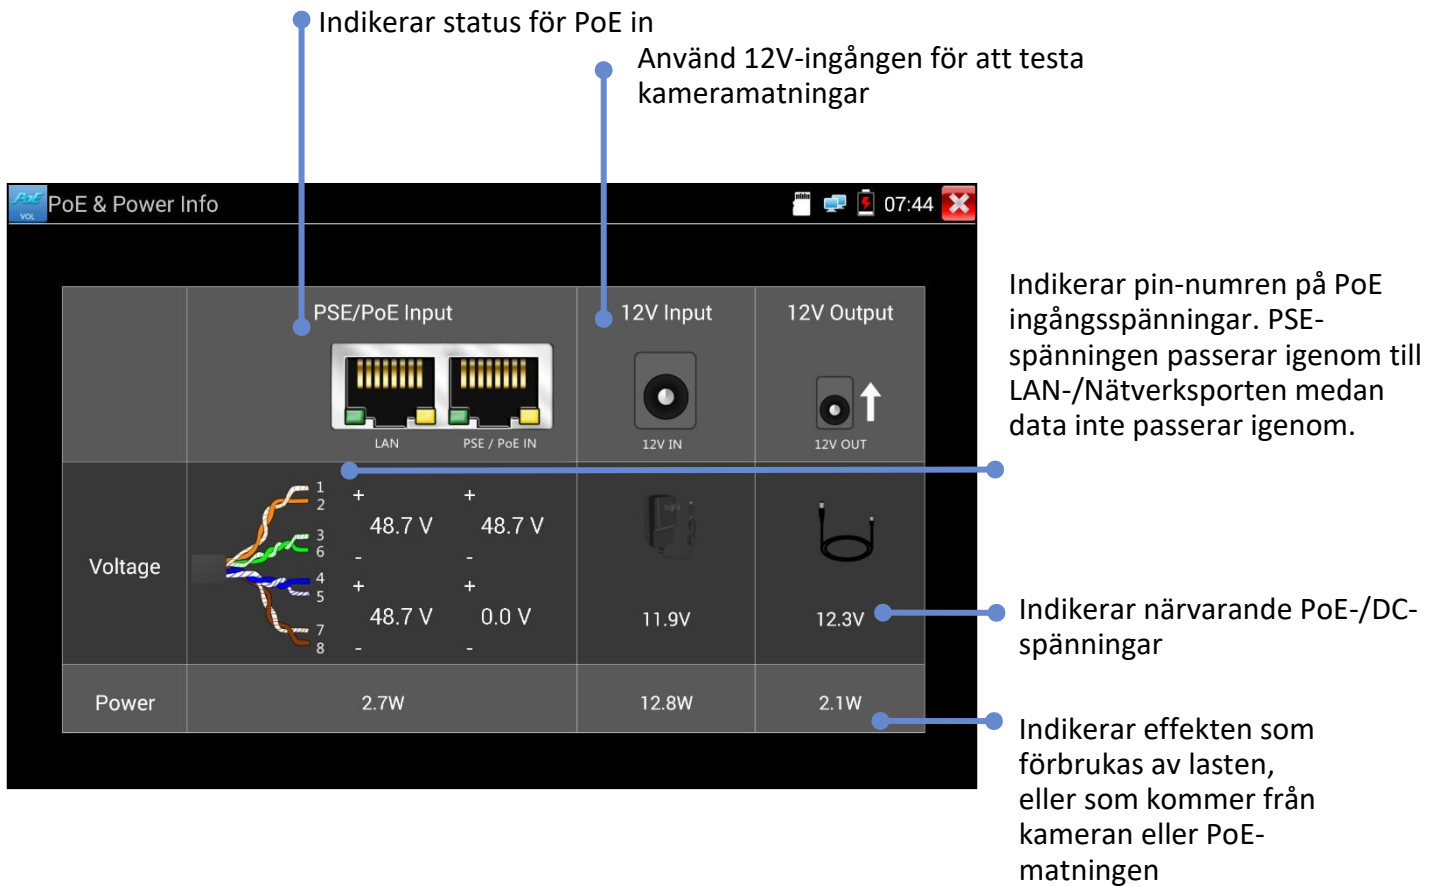 Indikerar status för PoE in
Använd 12V-ingången för att testa
kameramatningar
PoE
VOL
PoE & Power Info
07:44
PSE/PoE Input
12V Input
12V Output
LAN
PSE / PoE IN
12V IN
12V OUT
Indikerar pin-numren på PoE
ingångsspänningar. PSE-
spänningen passerar igenom till
LAN-/Nätverksporten medan
data inte passerar igenom.
Voltage
1
2
3
6
4
5
7
8
+ +
48.7 V 48.7 V
- -
+ +
48.7 V 0.0 V
- -
11.9V
12.3V
Indikerar närvarande PoE-/DC-
spänningar
Power
2.7W
12.8W
2.1W
Indikerar effekten som
förbrukas av lasten,
eller som kommer från
kameran eller PoE-
matningen